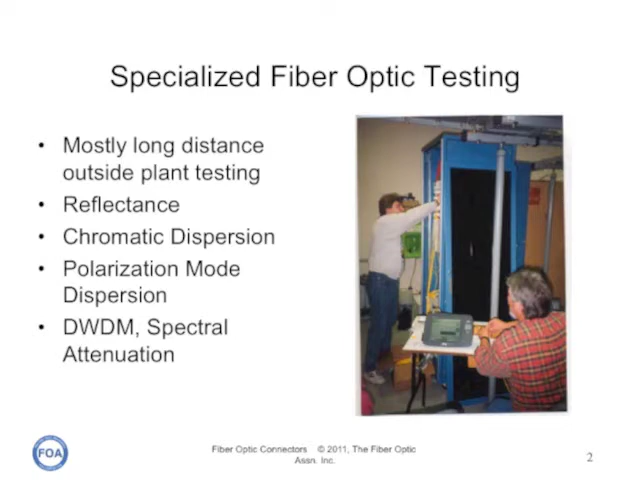 Specialized Fiber Optic Testing
• Mostly long distance
outside plant testing
• Reflectance
• Chromatic Dispersion
• Polarization Mode
Dispersion
• DWDM, Spectral
Attenuation
FOA
Fiber Optic Connectors © 2011, The Fiber Optic
Assn. Inc.
2